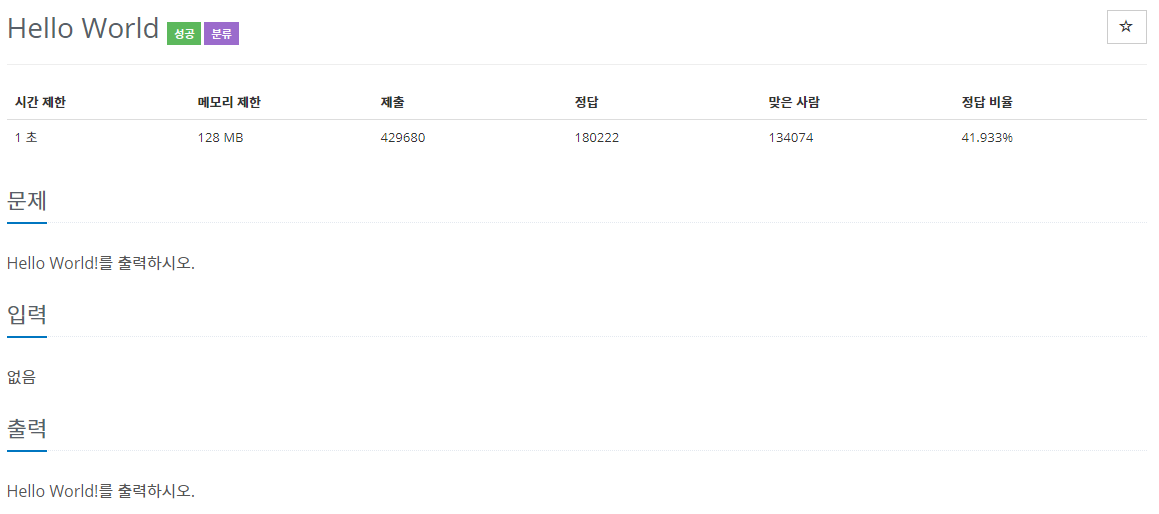 Hello World 성공 분류
시간 제한 메모리 제한 제출 정답 맞은 사람 정답 비율
1 초 128 MB 429680 180222 134074 41.933%
문제
Hello World!를 출력하시오.
입력
없음
출력
Hello World!를 출력하시오.